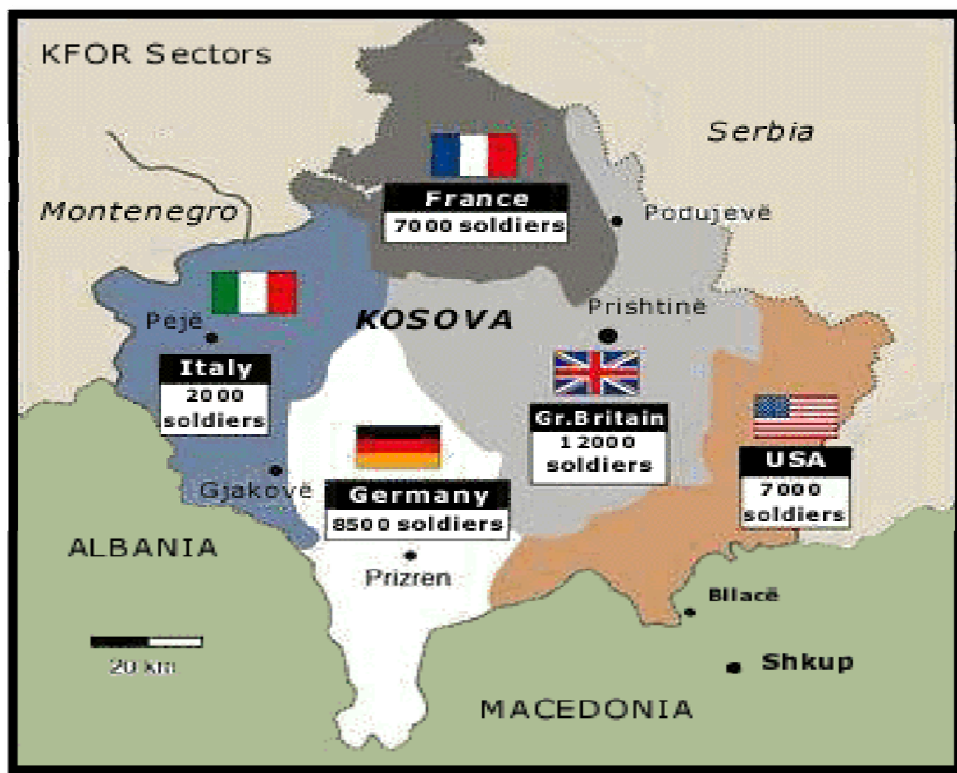 KFOR Sectors
Serbia
France
7000 soldiers
Montenegro
Podujevë
Prishtinë
KOSOVA
Pejë
Italy
2000
soldiers
Gr.Britain
12000
soldiers
USA
7000
soldiers
Gjakovë
Germany
8500 soldiers
ALBANIA
Prizren
Bllacë
20 km
Shkup
MACEDONIA